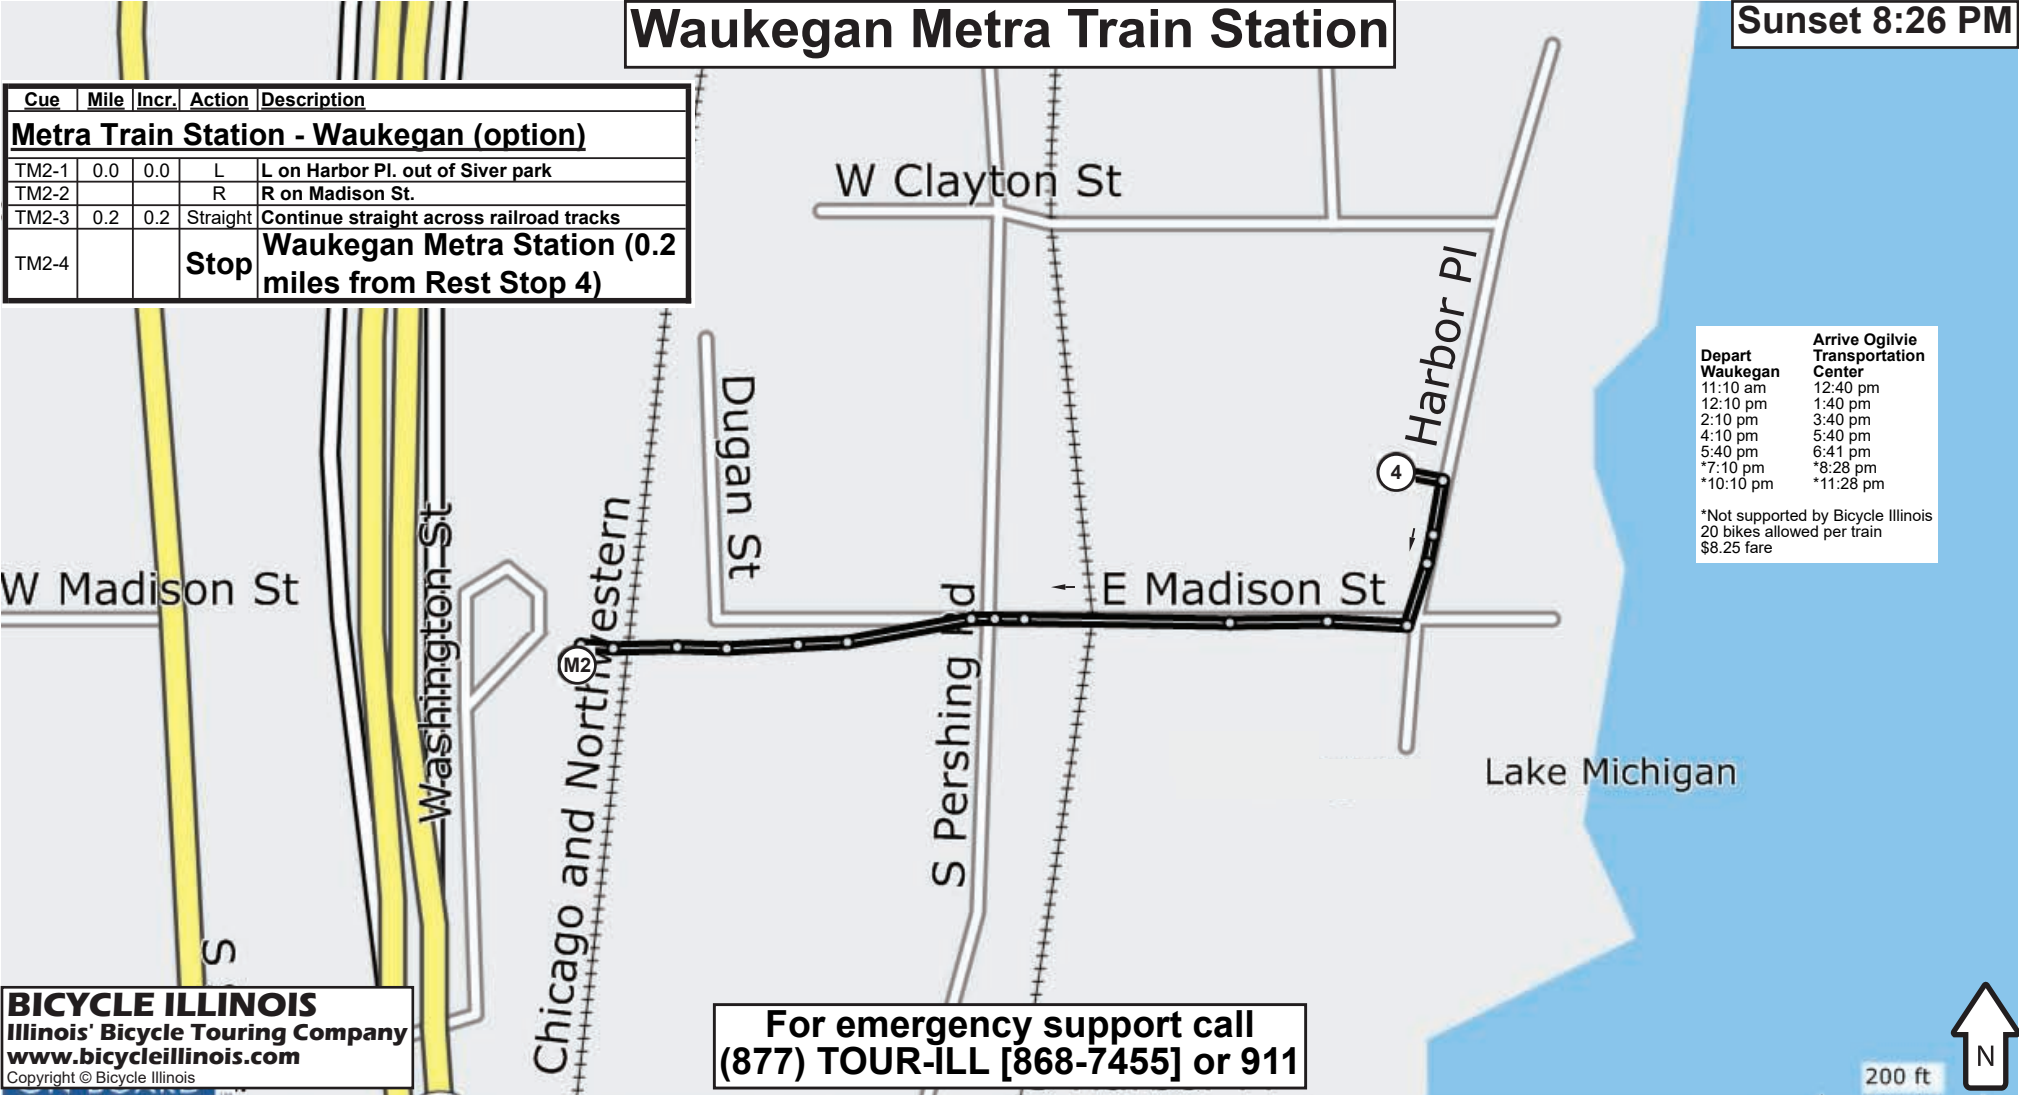 Waukegan Metra Train Station
Sunset 8:26 PM
Cue Mile Incr. Action Description
Metra Train Station - Waukegan (option)
TM2-1 0.0 0.0 L L on Harbor Pl. out of Siver park
TM2-2 R R on Madison St.
TM2-3 0.2 0.2 Straight Continue straight across railroad tracks
TM2-4 Stop Waukegan Metra Station (0.2
miles from Rest Stop 4)
W Clayton St
Harbor Pl
Dugan St
Depart
Waukegan
Arrive Ogilvie
Transportation
Center
11:10 am 12:40 pm
12:10 pm 1:40 pm
2:10 pm 3:40 pm
4:10 pm 5:40 pm
5:40 pm 6:41 pm
*7:10 pm *8:28 pm
*10:10 pm *11:28 pm
*Not supported by Bicycle Illinois
20 bikes allowed per train
$8.25 fare
4
W Madison St
Washington St
E Madison St
M2
Chicago and Northwestern
S Pershing Rd
Lake Michigan
S
BICYCLE ILLINOIS
Illinois' Bicycle Touring Company
www.bicycleillinois.com
Copyright © Bicycle Illinois
For emergency support call
(877) TOUR-ILL [868-7455] or 911
N
200 ft